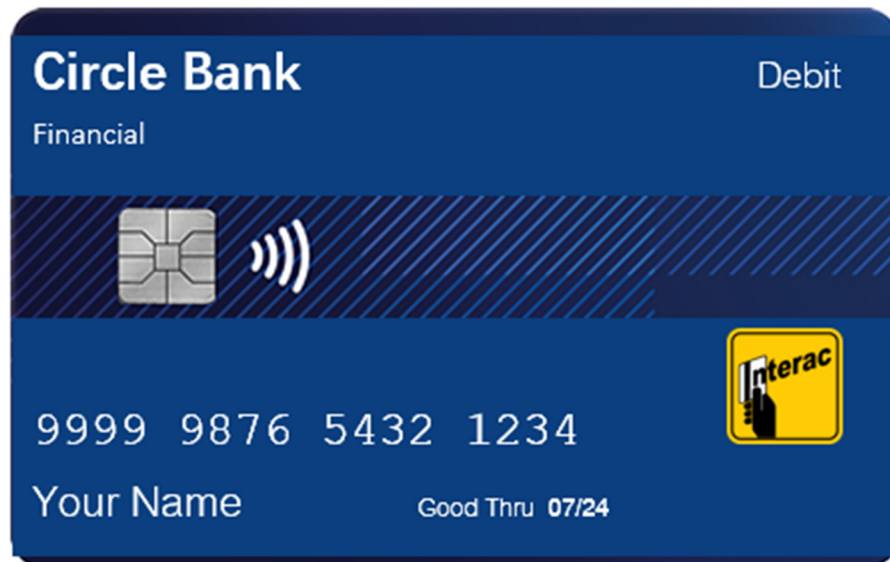 Circle Bank
Debit
Financial
Interac
9999 9876 5432 1234
Your Name
Good Thru 07/24